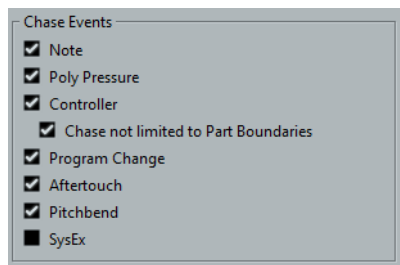 Chase Events
Note
Poly Pressure
Controller
Chase not limited to Part Boundaries
Program Change
Aftertouch
Pitchbend
SysEx